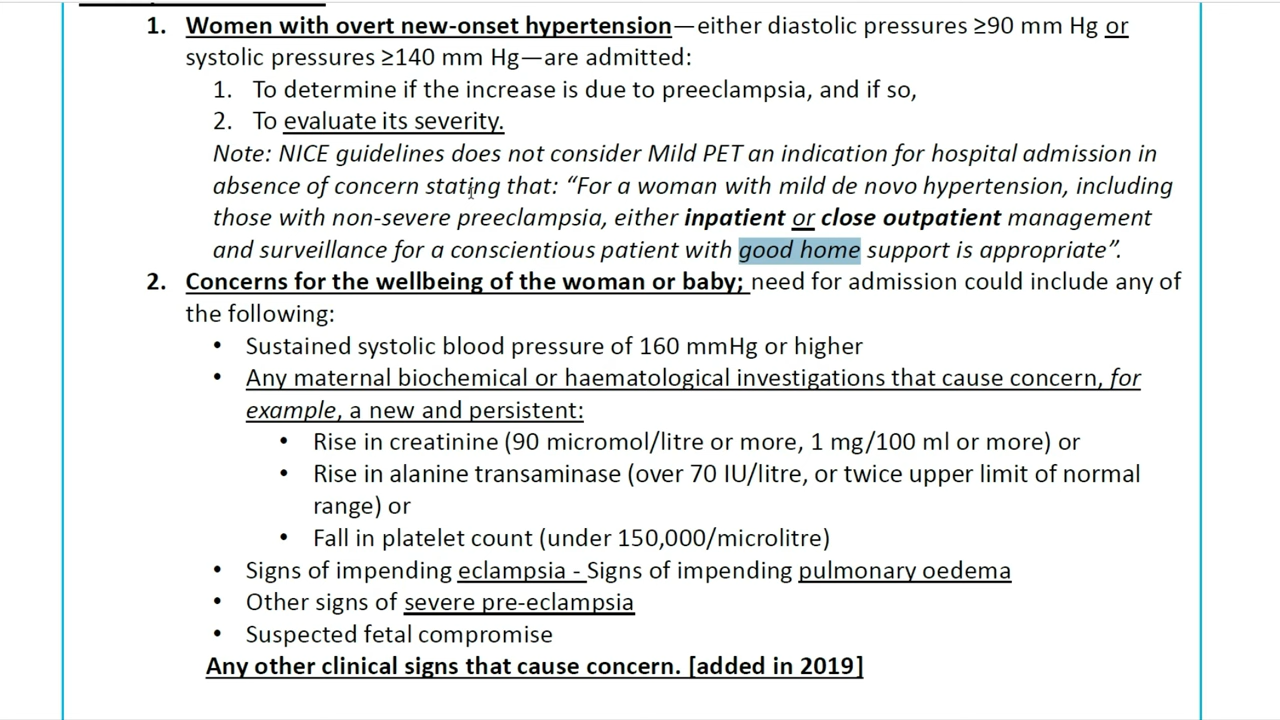 1. Women with overt new-onset hypertension—either diastolic pressures ≥90 mm Hg or
systolic pressures ≥140 mm Hg—are admitted:
1. To determine if the increase is due to preeclampsia, and if so,
2. To evaluate its severity.
Note: NICE guidelines does not consider Mild PET an indication for hospital admission in
absence of concern stating that: “For a woman with mild de novo hypertension, including
those with non-severe preeclampsia, either inpatient or close outpatient management
and surveillance for a conscientious patient with good home support is appropriate”.
2. Concerns for the wellbeing of the woman or baby; need for admission could include any of
the following:
• Sustained systolic blood pressure of 160 mmHg or higher
• Any maternal biochemical or haematological investigations that cause concern, for
example, a new and persistent:
• Rise in creatinine (90 micromol/litre or more, 1 mg/100 ml or more) or
• Rise in alanine transaminase (over 70 IU/litre, or twice upper limit of normal
range) or
• Fall in platelet count (under 150,000/microlitre)
• Signs of impending eclampsia - Signs of impending pulmonary oedema
• Other signs of severe pre-eclampsia
• Suspected fetal compromise
Any other clinical signs that cause concern. [added in 2019]